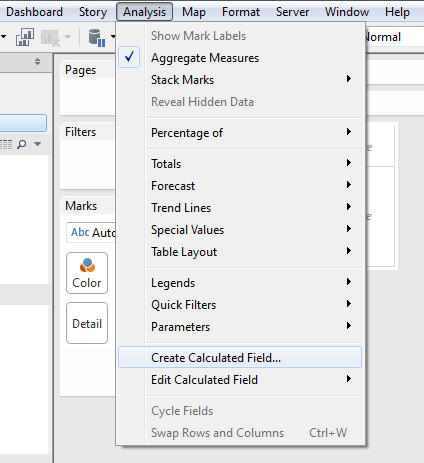 Dashboard Story Analysis Map Format Server Window Help
Show Mark Labels
Normal
Pages
Aggregate Measures
Stack Marks
Reveal Hidden Data
Filters
Percentage of
Totals
Forecast
Marks
Trend Lines
Abc Auto
Special Values
Table Layout
Color
Legends
Quick Filters
Detail
Parameters
Create Calculated Field...
Edit Calculated Field
Cycle Fields
Swap Rows and Columns Ctrl+W